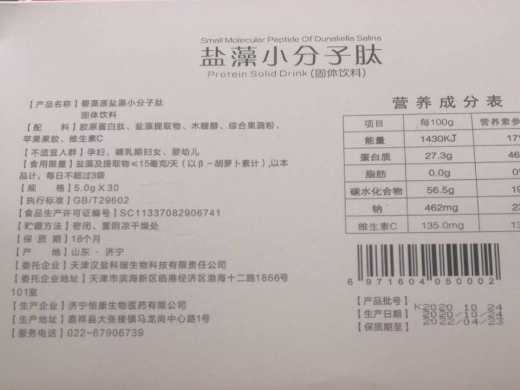 Small Molecular Peptide Of Dunaliella Salina
盐藻小分子肽
Protein Solid Drink(固体饮料)
【产品名称】碧藻源盐藻小分子肽
固体饮料
【配 料】胶原蛋白肽、盐藻提取物、木糖醇、综合果蔬粉、
苹果果胶、维生素C
【不适宜人群】孕妇、哺乳期妇女、婴幼儿
【食用限量】盐藻及提取物≤15毫克/天(以β-胡萝卜素计),以本
品计,每日不超过3袋
【规 格】5.0g X 30
【执行标准】GB/T29602
【食品生产许可证编号】SC11337082906741
【贮藏方法】密闭、置阴凉干燥处
【保 质 期】18个月
【产 地】山东·济宁
【委托企业】天津汉盐科瑞生物科技有限责任公司
【委托企业地址】天津市滨海新区临港经济区渤海十二路1866号
101室
【生产企业】济宁恒康生物医药有限公司
【生产地址】嘉祥县大张楼镇马龙岗中心路1号
【服务电话】022-67906739
营养成分表
项目 每100g 营养素参
能量 1430KJ 17
蛋白质 27.3g 46
脂肪 0.0g 0
碳水化合物 56.5g 19
钠 462mg 23
维生素C 135.0mg 13
6 971604 050002
【产品批号】K2020 10 24
【生产日期】2020/10/24
【保质期至】2022/04/23